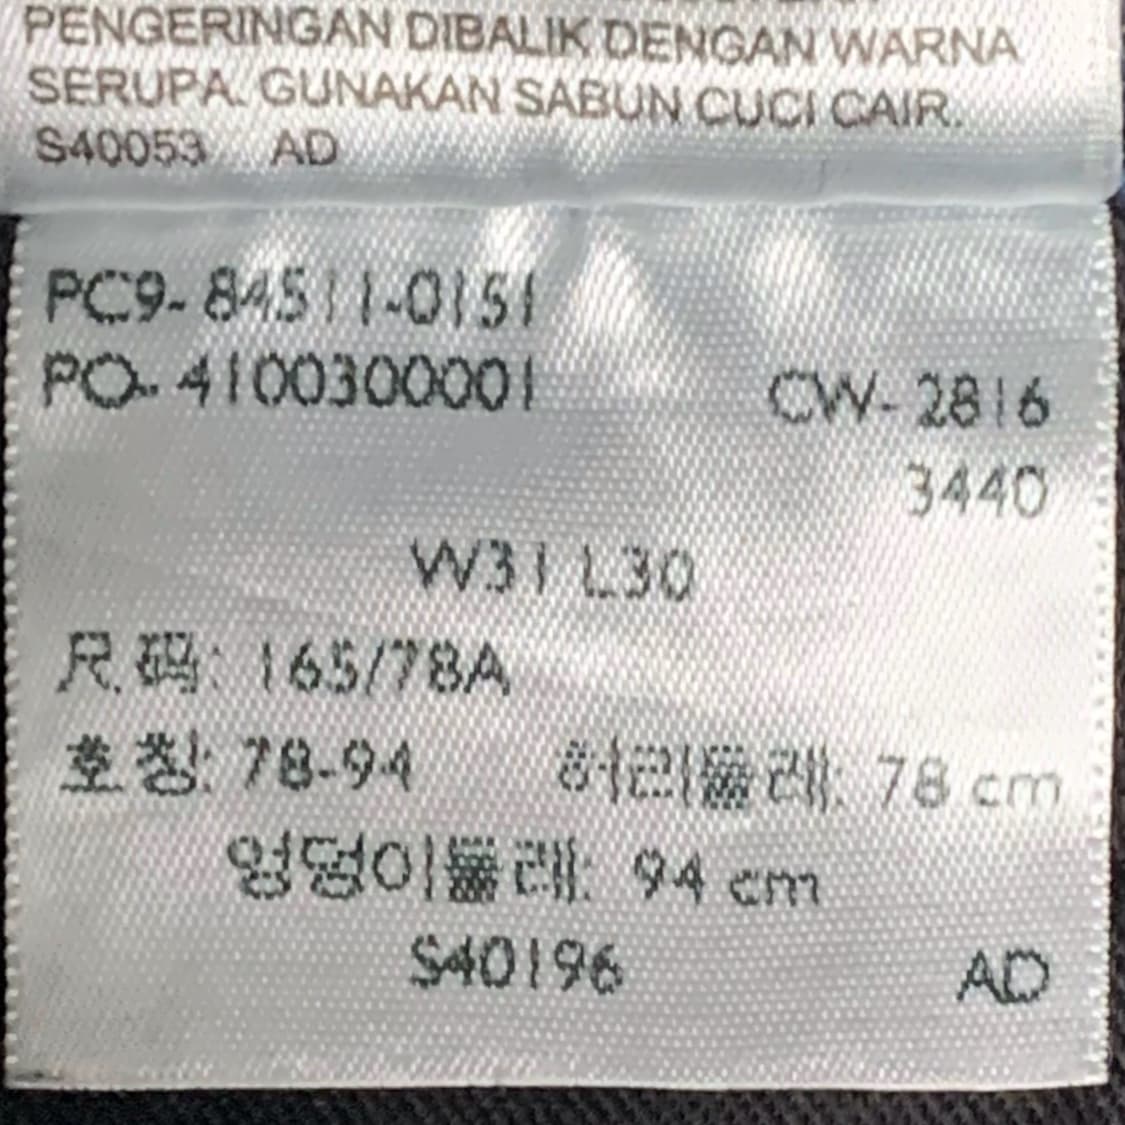 PENGERINGAN DIBALIK DENGAN WARNA
SERUPA. GUNAKAN SABUN CUCI CAIR.
S40053 AD
PC9- 84511-0151
PO- 4100300001 CW- 2816
3440
W31 L30
尺码: 165/78A
호칭: 78-94 허리둘레: 78 cm
엉덩이둘레: 94 cm
S40196 AD